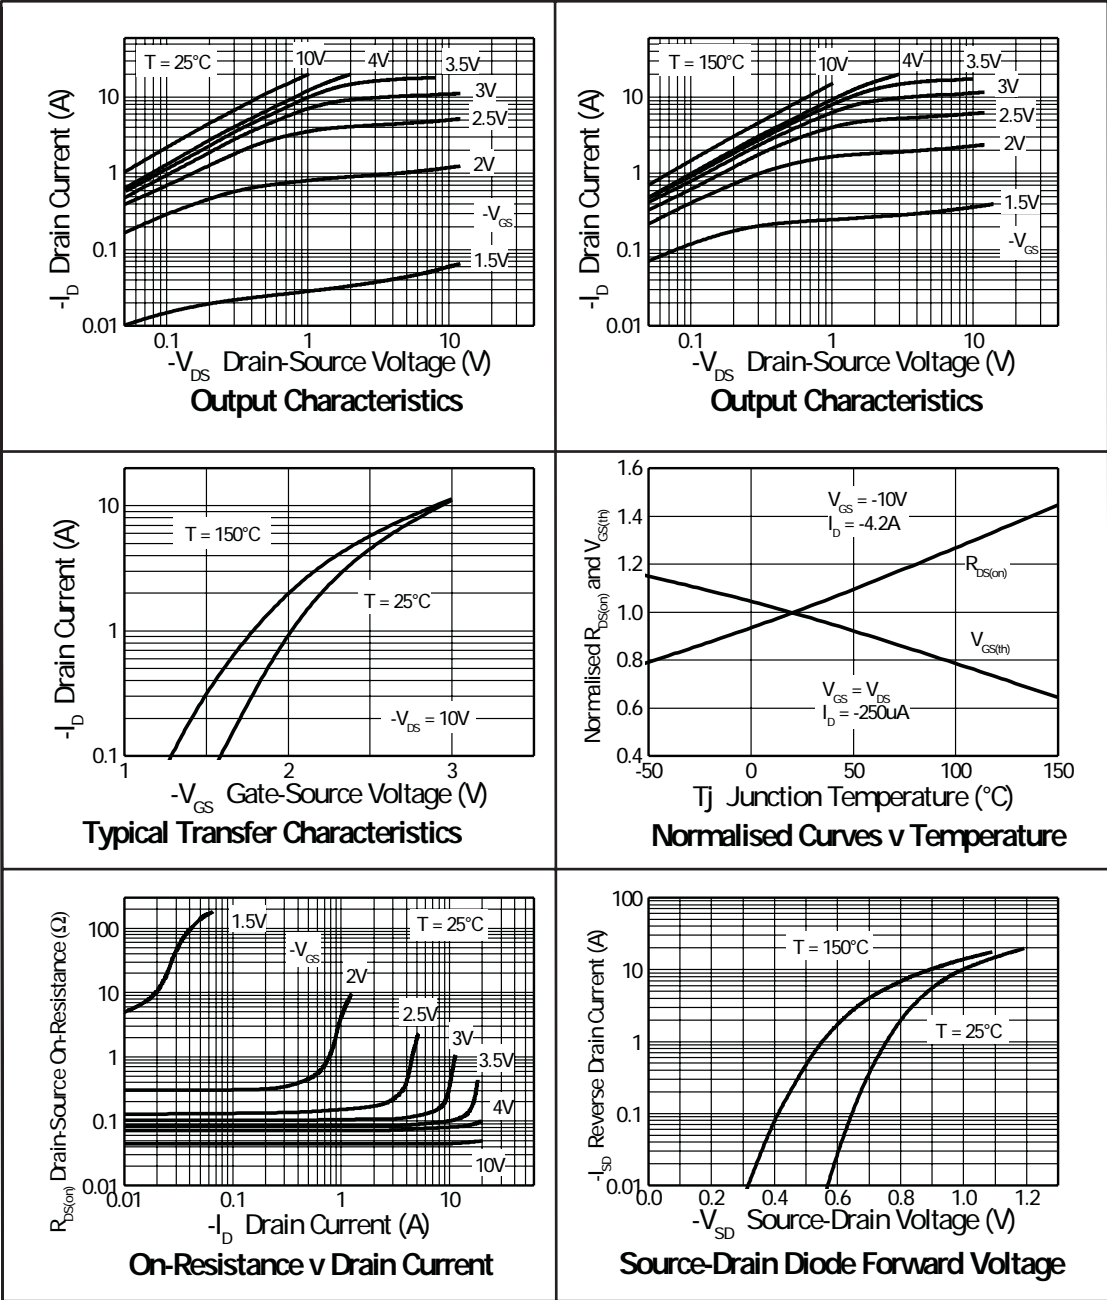 T = 25°C
10V
4V
3.5V
3V
2.5V
2V
-VGS
1.5V
10
1
0.1
0.01
0.1
1
10
-ID Drain Current (A)
-VDS Drain-Source Voltage (V)
Output Characteristics
T = 150°C
10V
4V
3.5V
3V
2.5V
2V
1.5V
-VGS
10
1
0.1
0.01
0.1
1
10
-ID Drain Current (A)
-VDS Drain-Source Voltage (V)
Output Characteristics
10
1
0.1
T = 150°C
T = 25°C
-VDS = 10V
1
2
3
-ID Drain Current (A)
-VGS Gate-Source Voltage (V)
Typical Transfer Characteristics
1.6
1.4
1.2
1.0
0.8
0.6
0.4
VGS = -10V
ID = -4.2A
RDS(on)
VGS(th)
VGS = VDS
ID = -250uA
-50
0
50
100
150
Normalised RDS(on) and VGS(th)
Tj Junction Temperature (°C)
Normalised Curves v Temperature
100
10
1
0.1
0.01
1.5V
T = 25°C
-VGS
2V
2.5V
3V
3.5V
4V
10V
0.01
0.1
1
10
RDS(on) Drain-Source On-Resistance (Ω)
-ID Drain Current (A)
On-Resistance v Drain Current
100
10
1
0.1
0.01
T = 150°C
T = 25°C
0.0
0.2
0.4
0.6
0.8
1.0
1.2
-ISD Reverse Drain Current (A)
-VSD Source-Drain Voltage (V)
Source-Drain Diode Forward Voltage